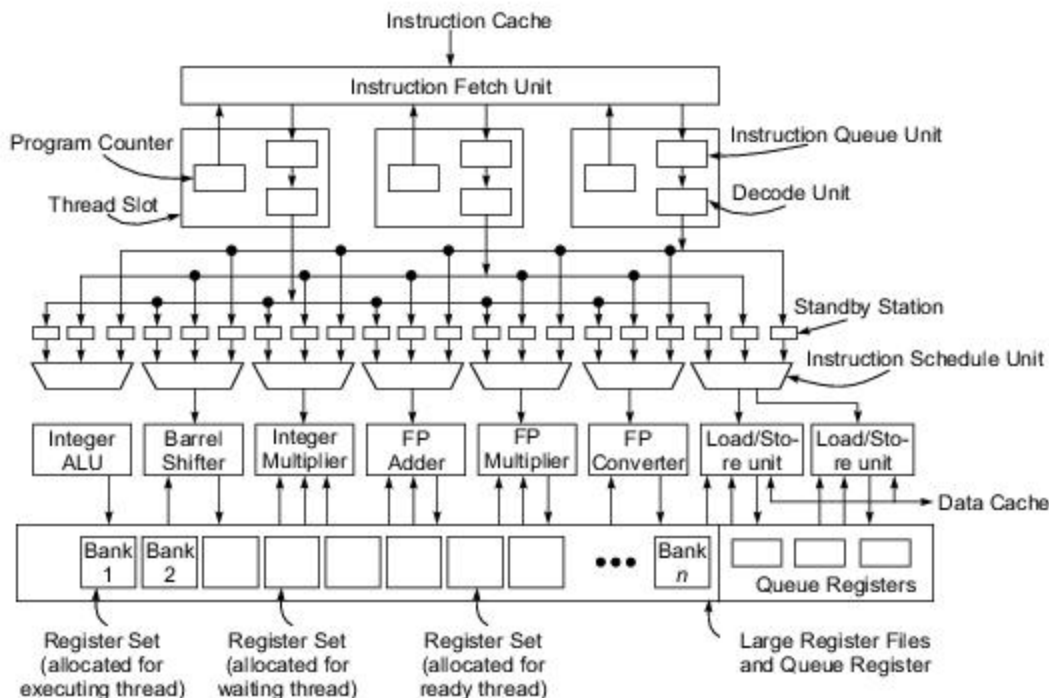 Instruction Cache
Instruction Fetch Unit
Program Counter
Instruction Queue Unit
Thread Slot
Decode Unit
Standby Station
Instruction Schedule Unit
Integer
ALU
Barrel
Shifter
Integer
Multiplier
FP
Adder
FP
Multiplier
FP
Converter
Load/Sto-
re unit
Load/Sto-
re unit
Data Cache
Bank
1
Bank
2
Bank
n
Queue Registers
Register Set
(allocated for
executing thread)
Register Set
(allocated for
waiting thread)
Register Set
(allocated for
ready thread)
Large Register Files
and Queue Register